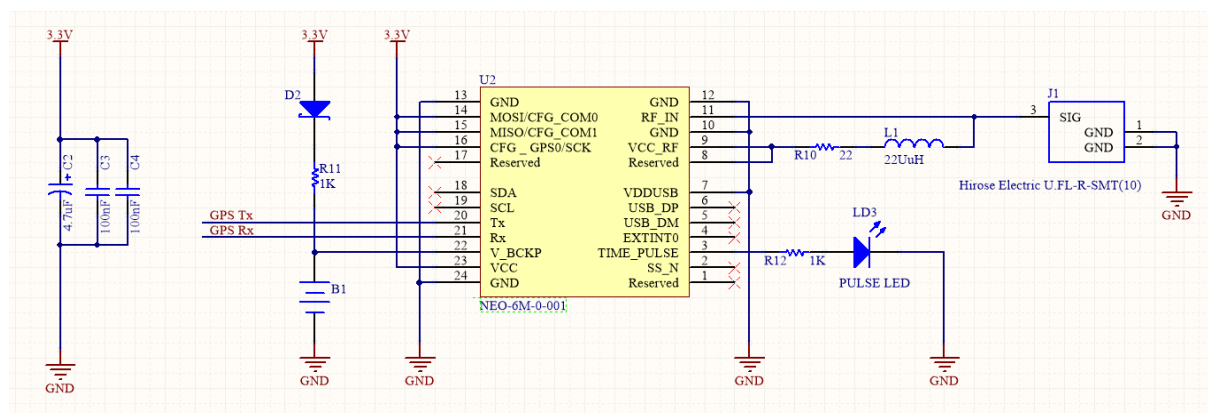 3.3V
3.3V
3.3V
C2
+
4.7uF
C3
100nF
C4
100nF
GND
D2
R11
1K
GPS Tx
GPS Rx
B1
GND
GND
U2
13 GND
14 MOSI/CFG_COM0
15 MISO/CFG_COM1
16 CFG_GPS0/SCK
17 Reserved
18 SDA
19 SCL
20 Tx
21 Rx
22 V_BCKP
23 VCC
24 GND
GND 12
RF_IN 11
GND 10
VCC_RF 9
Reserved 8
VDDUSB 7
USB_DP 6
USB_DM 5
EXTINT0 4
TIME_PULSE 3
SS_N 2
Reserved 1
NEO-6M-0-001
GND
R10 22
L1
22UuH
J1
3 SIG
GND 1
GND 2
Hirose Electric U.FL-R-SMT(10)
GND
R12 1K
LD3
PULSE LED
GND